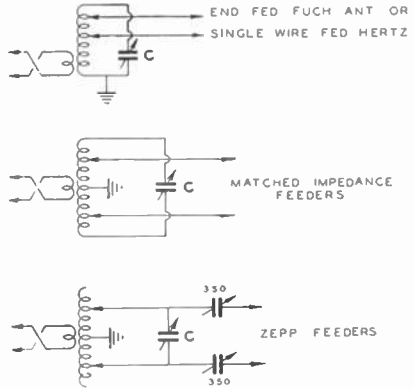 END FED FUCH ANT OR
SINGLE WIRE FED HERTZ
C
MATCHED IMPEDANCE
FEEDERS
C
350
C
ZEPP FEEDERS
350